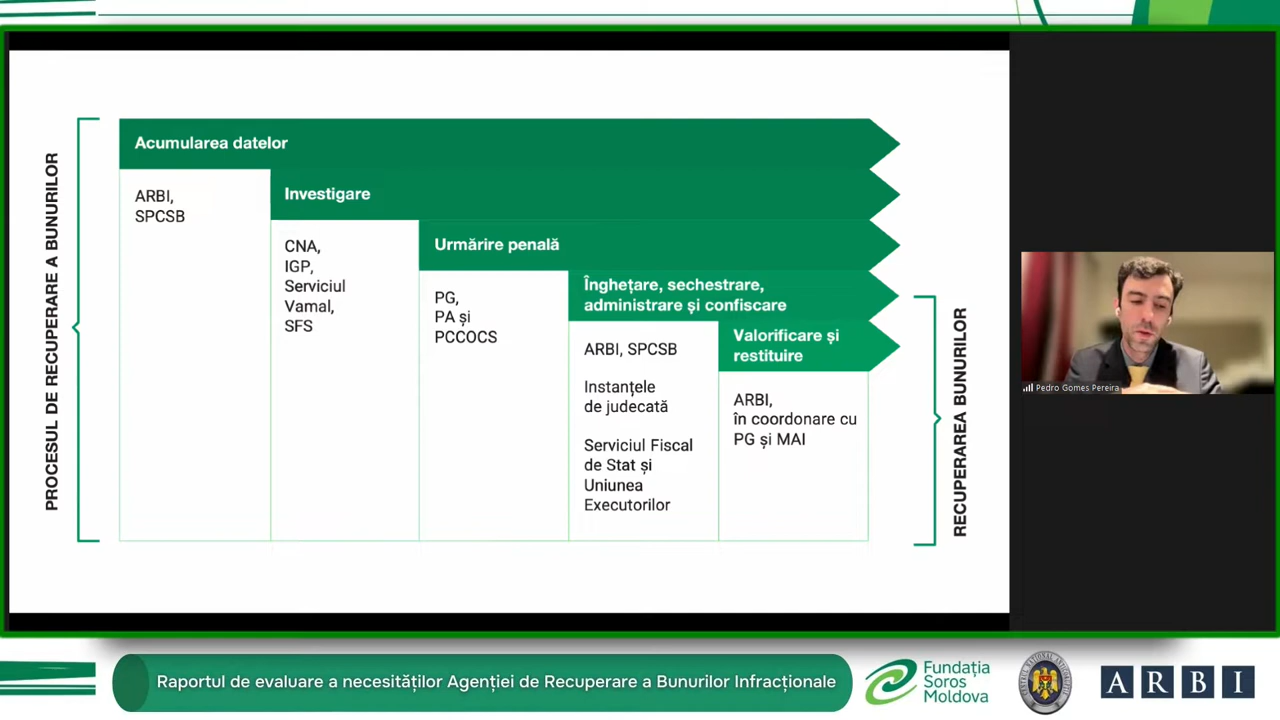 PROCESUL DE RECUPERARE A BUNURILOR
Acumularea datelor
ARBI,
SPCSB
Investigare
CNA,
IGP,
Serviciul
Vamal,
SFS
Urmărire penală
PG,
PA și
PCCOCS
Înghețare, sechestrare,
administrare și confiscare
ARBI, SPCSB
Instanțele
de judecată
Serviciul Fiscal
de Stat și
Uniunea
Executorilor
Valorificare și
restituire
ARBI,
în coordonare cu
PG și MAI
RECUPERAREA BUNURILOR
Pedro Gomes Pereira
Raportul de evaluare a necesităților Agenției de Recuperare a Bunurilor Infracționale
Fundația
Soros
Moldova
ARBI